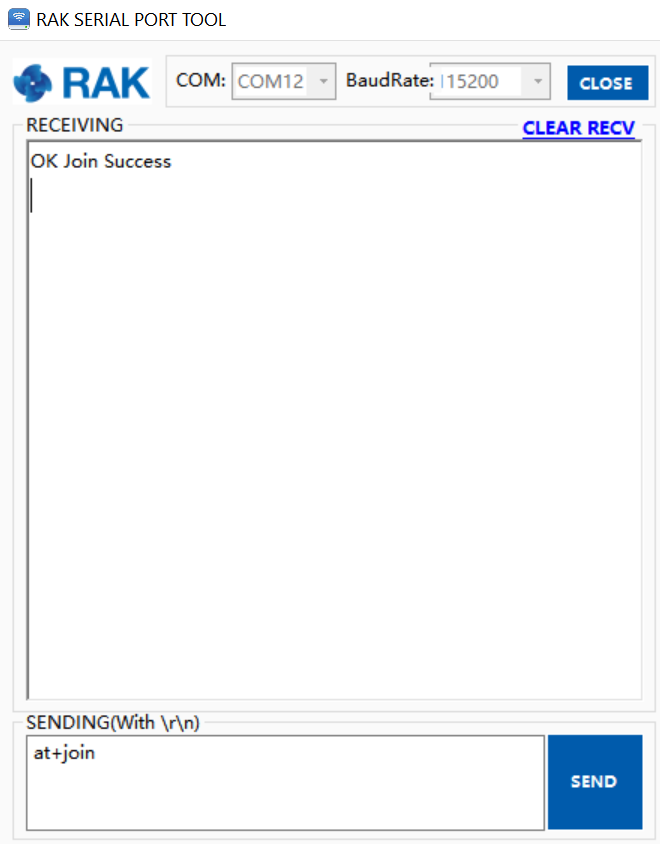 RAK SERIAL PORT TOOL
RAK COM: COM12 BaudRate: 115200 CLOSE
RECEIVING CLEAR RECV
OK Join Success
SENDING(With \r\n)
at+join
SEND